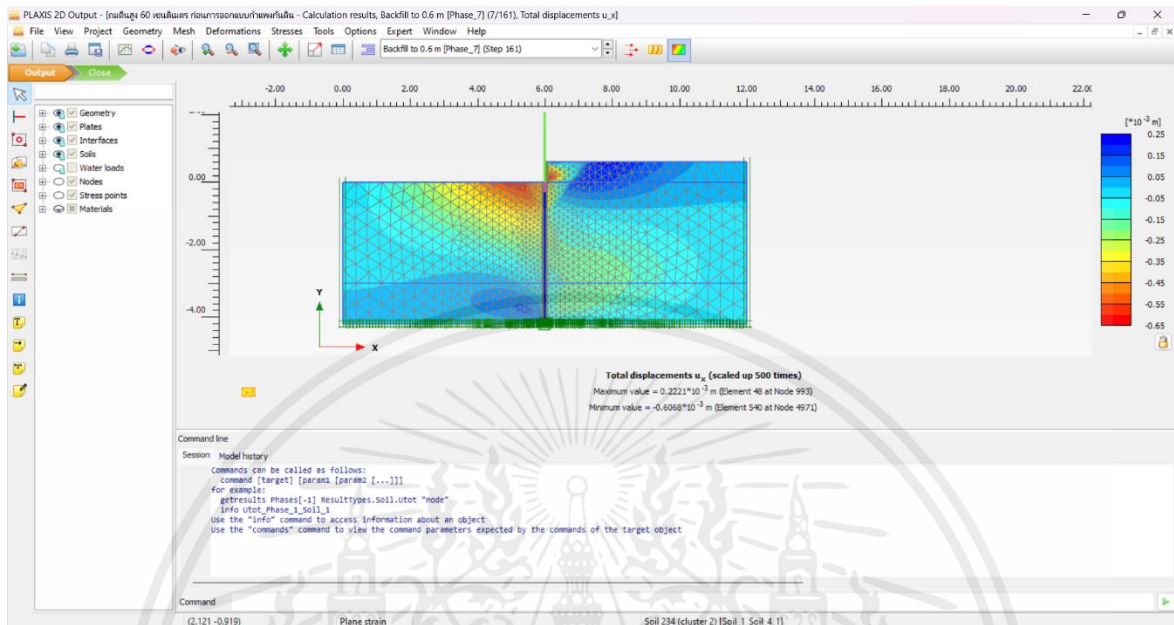 PLAXIS 2D Output - [ถมดินสูง 60 เซนติเมตร ก่อนการออกแบบกำแพงกันดิน - Calculation results, Backfill to 0.6 m [Phase_7] (7/161), Total displacements u_x]
File View Project Geometry Mesh Deformations Stresses Tools Options Expert Window Help
Backfill to 0.6 m [Phase_7] (Step 161)
Output Close
-2.00 0.00 2.00 4.00 6.00 8.00 10.00 12.00 14.00 16.00 18.00 20.00 22.00
Geometry
Plates
Interfaces
Soils
Water loads
Nodes
Stress points
Materials
0.00
-2.00
-4.00
Y
X
[*10⁻³ m]
0.25
0.15
0.05
-0.05
-0.15
-0.25
-0.35
-0.45
-0.55
-0.65
Total displacements uₓ (scaled up 500 times)
Maximum value = 0.2221*10⁻³ m (Element 48 at Node 993)
Minimum value = -0.6068*10⁻³ m (Element 540 at Node 4971)
Command line
Session Model history
Commands can be called as follows:
command [target] [param1 [param2 [...]]]
for example:
getresults Phases[-1] ResultTypes.Soil.Utot "node"
info Utot_Phase_1_Soil_1
Use the "info" command to access information about an object
Use the "commands" command to view the command parameters expected by the commands of the target object
Command
(2.121 -0.919) Plane strain Soil 234 (cluster 2) [Soil_1_Soil_4_1]